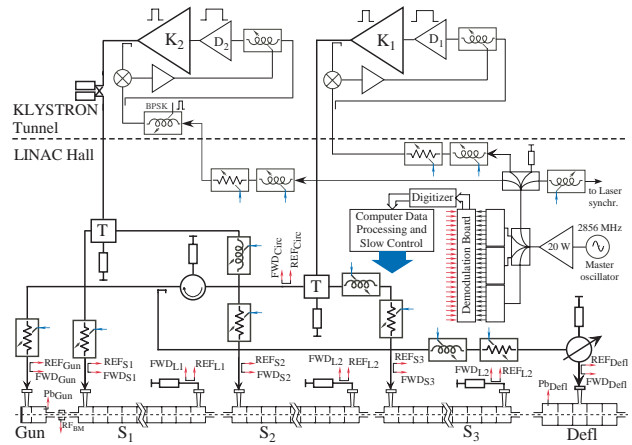 K2
D2
K1
D1
KLYSTRON
Tunnel
BPSK
LINAC Hall
to Laser
synchr.
Digitizer
Computer Data
Processing and
Slow Control
Demodulation Board
2856 MHz
20 W
Master
oscillator
T
FWDCirc
REFCirc
T
REFGun
FWDGun
REFS1
FWDS1
FWDL1
REFL1
REFS2
FWDS2
FWDL2
REFL2
REFS3
FWDS3
FWDL2
REFL2
REFDefl
FWDDefl
PbGun
PbDefl
RFBM
Gun
S1
S2
S3
Defl